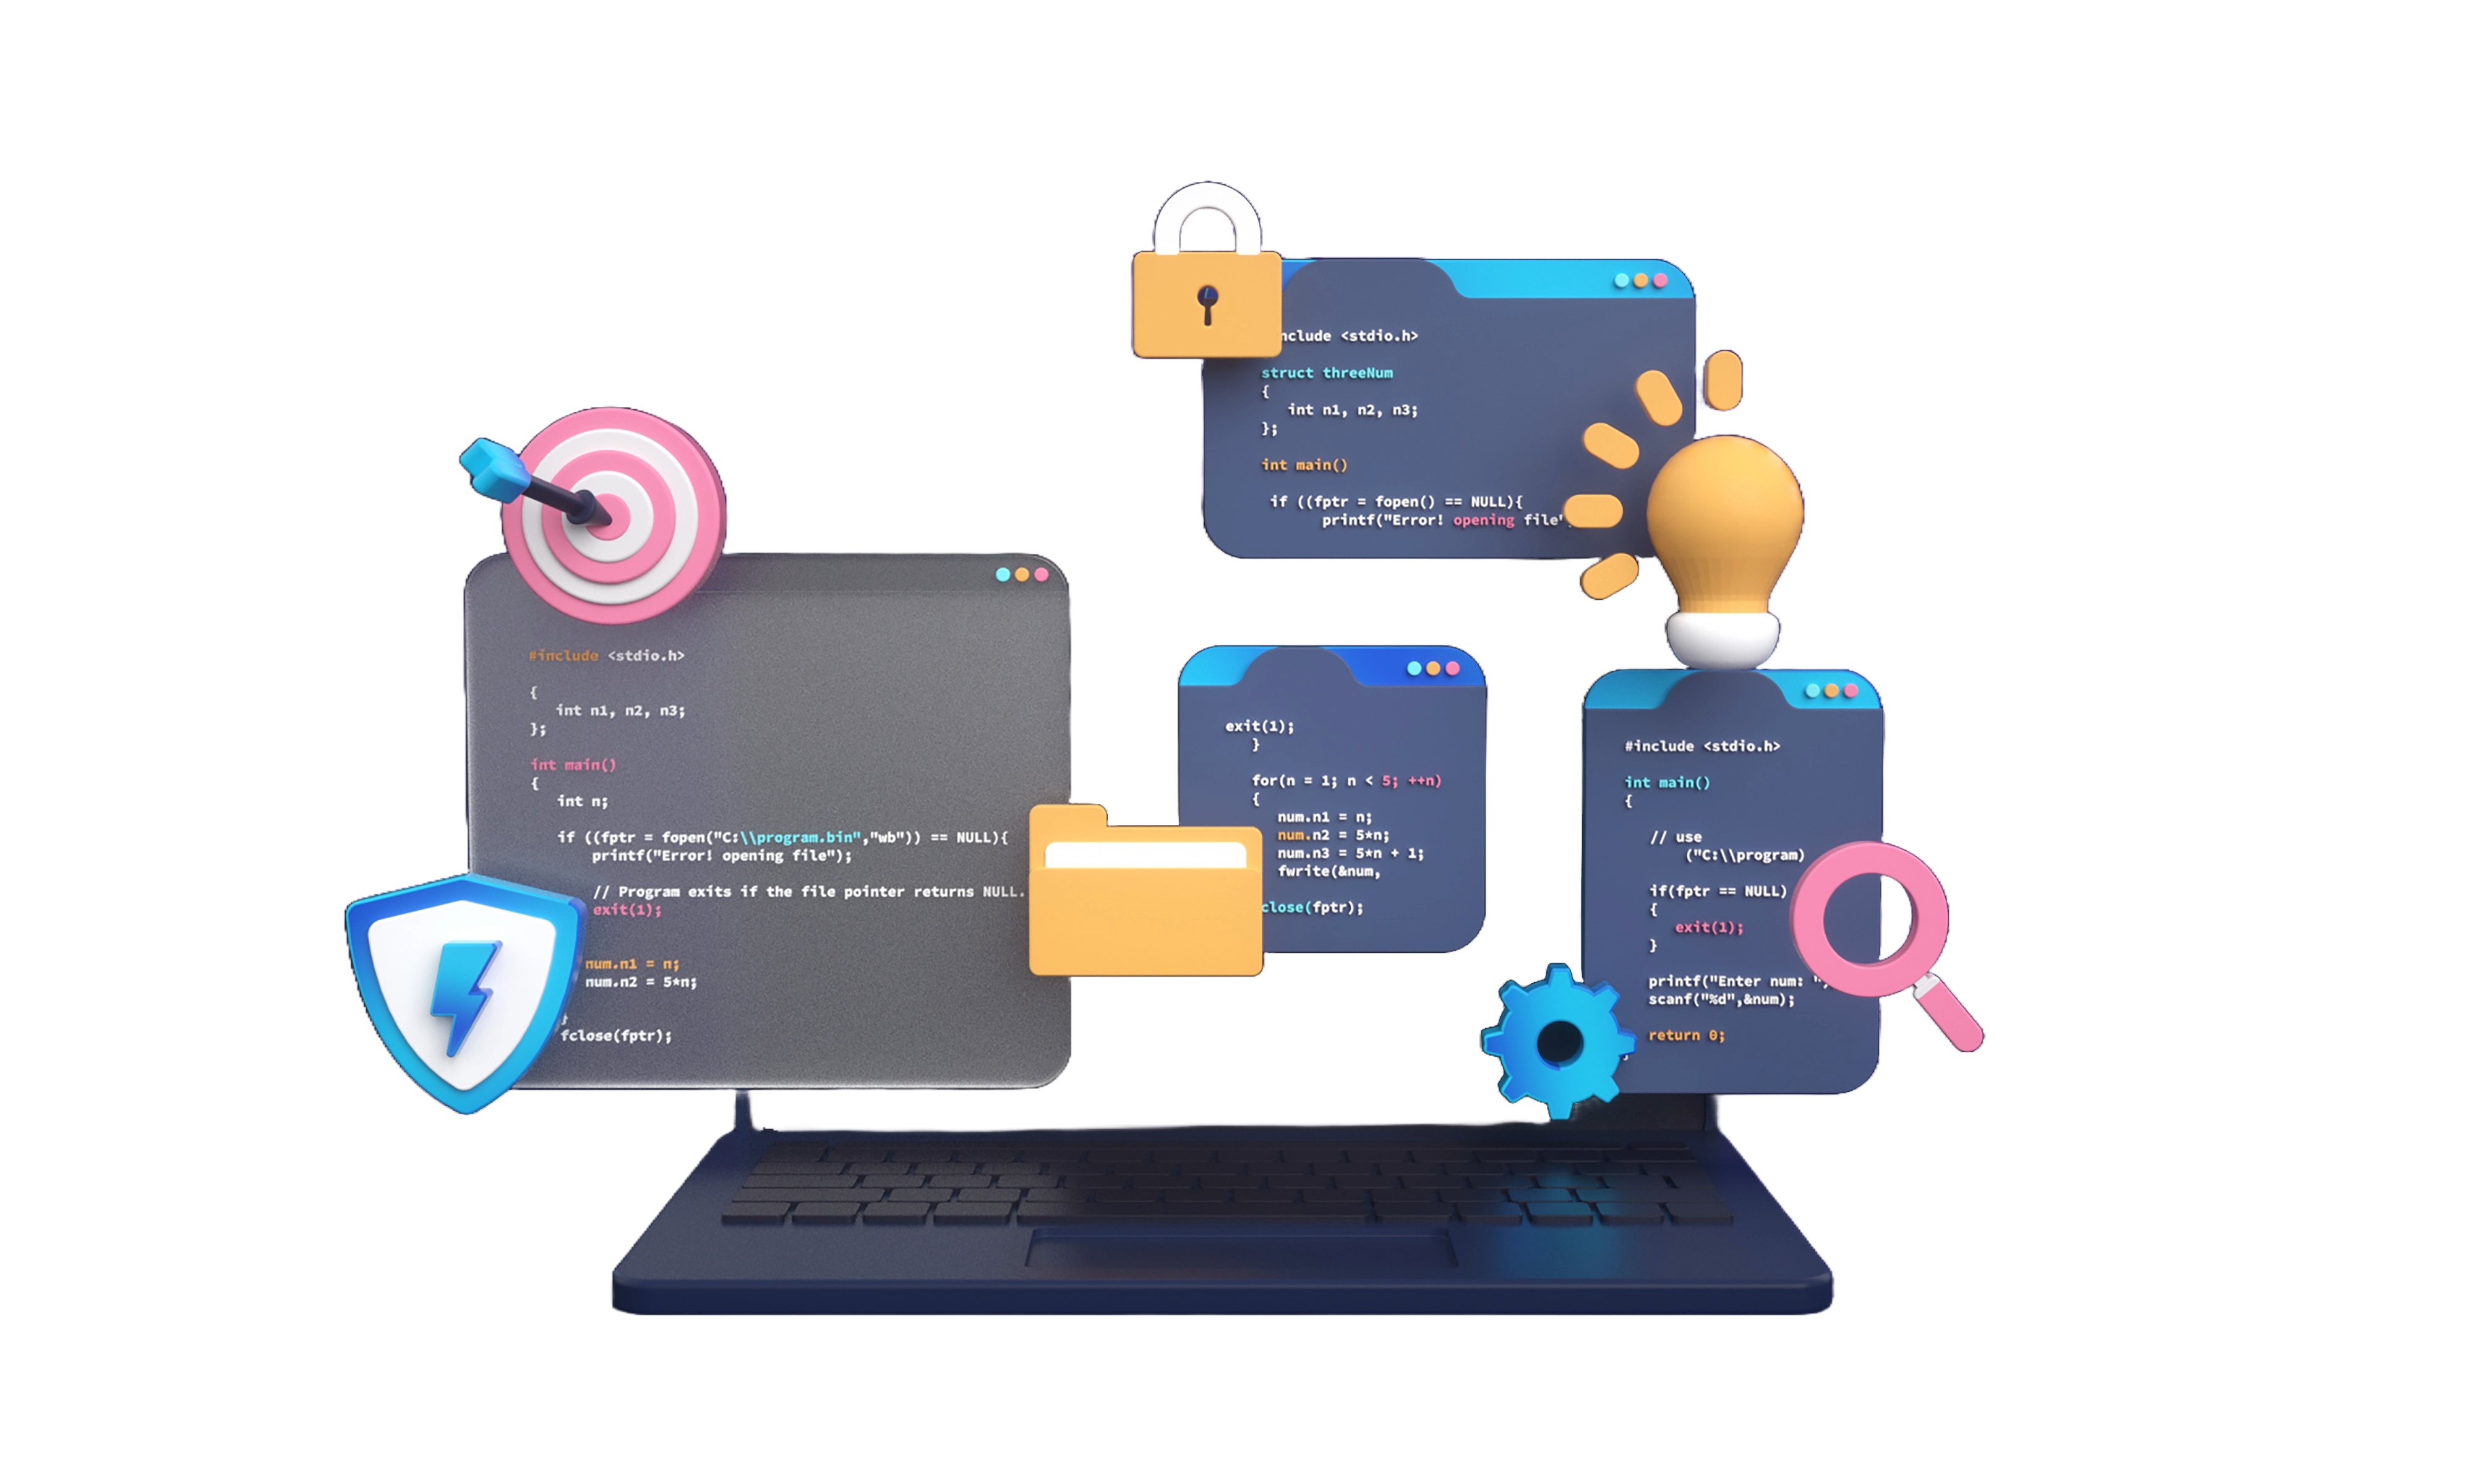 #include <stdio.h>
{
int n1, n2, n3;
};
int main()
{
int n;
if ((fptr = fopen("C:\\program.bin","wb")) == NULL){
printf("Error! opening file");
// Program exits if the file pointer returns NULL.
exit(1);
num.n1 = n;
num.n2 = 5*n;
}
fclose(fptr);
nclude <stdio.h>
struct threeNum
{
int n1, n2, n3;
};
int main()
if ((fptr = fopen() == NULL){
printf("Error! opening file"
exit(1);
}
for(n = 1; n < 5; ++n)
{
num.n1 = n;
num.n2 = 5*n;
num.n3 = 5*n + 1;
fwrite(&num,
close(fptr);
#include <stdio.h>
int main()
{
// use
("C:\\program)
if(fptr == NULL)
{
exit(1);
}
printf("Enter num: "
scanf("%d",&num);
return 0;